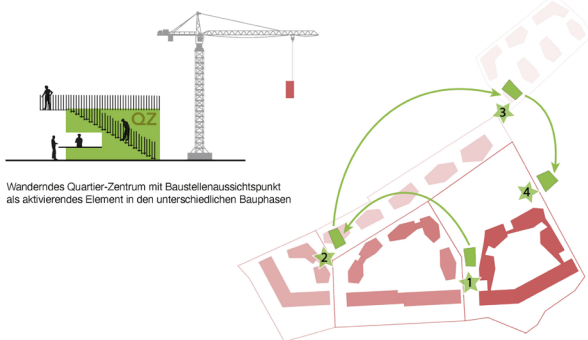 QZ
Wanderndes Quartier-Zentrum mit Baustellenaussichtspunkt
als aktivierendes Element in den unterschiedlichen Bauphasen
3
4
2
1